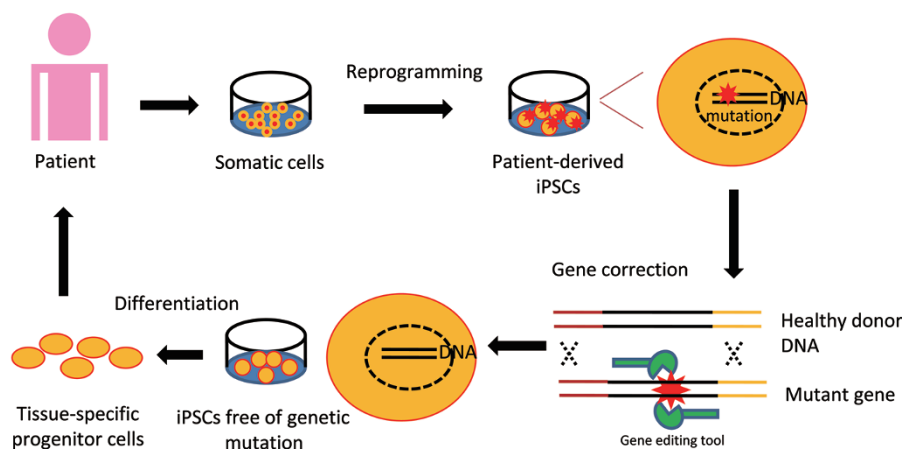 Reprogramming
DNA
mutation
Patient
Somatic cells
Patient-derived
iPSCs
Gene correction
Differentiation
Healthy donor
DNA
DNA
Mutant gene
Tissue-specific
progenitor cells
iPSCs free of genetic
mutation
Gene editing tool